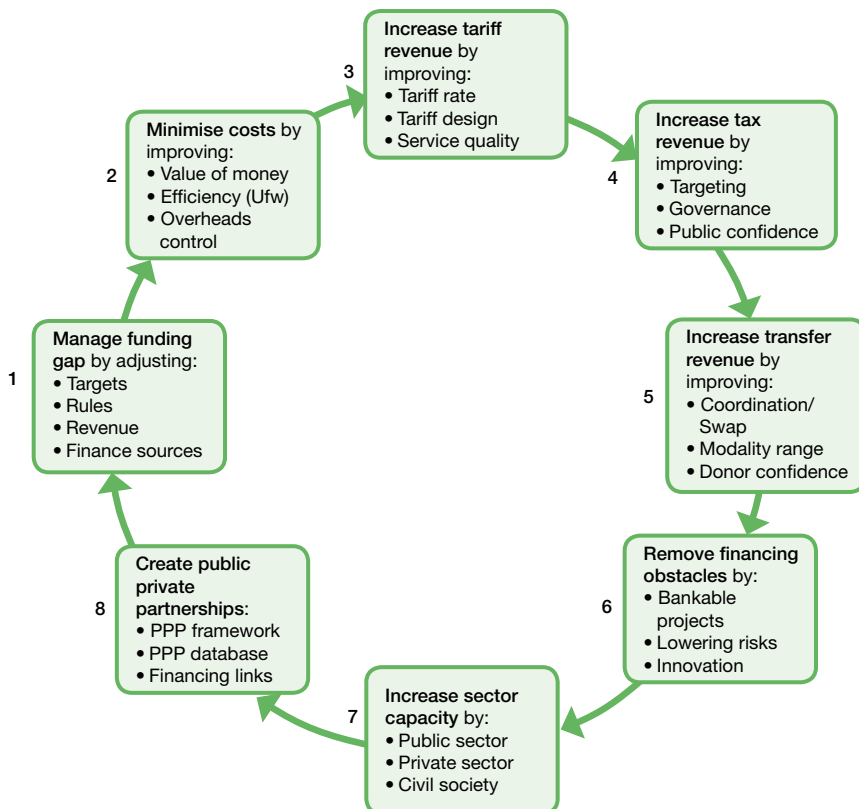 1
Manage funding
gap by adjusting:
• Targets
• Rules
• Revenue
• Finance sources
2
Minimise costs by
improving:
• Value of money
• Efficiency (Ufw)
• Overheads
control
3
Increase tariff
revenue by
improving:
• Tariff rate
• Tariff design
• Service quality
4
Increase tax
revenue by
improving:
• Targeting
• Governance
• Public confidence
5
Increase transfer
revenue by
improving:
• Coordination/
Swap
• Modality range
• Donor confidence
6
Remove financing
obstacles by:
• Bankable
projects
• Lowering risks
• Innovation
7
Increase sector
capacity by:
• Public sector
• Private sector
• Civil society
8
Create public
private
partnerships:
• PPP framework
• PPP database
• Financing links